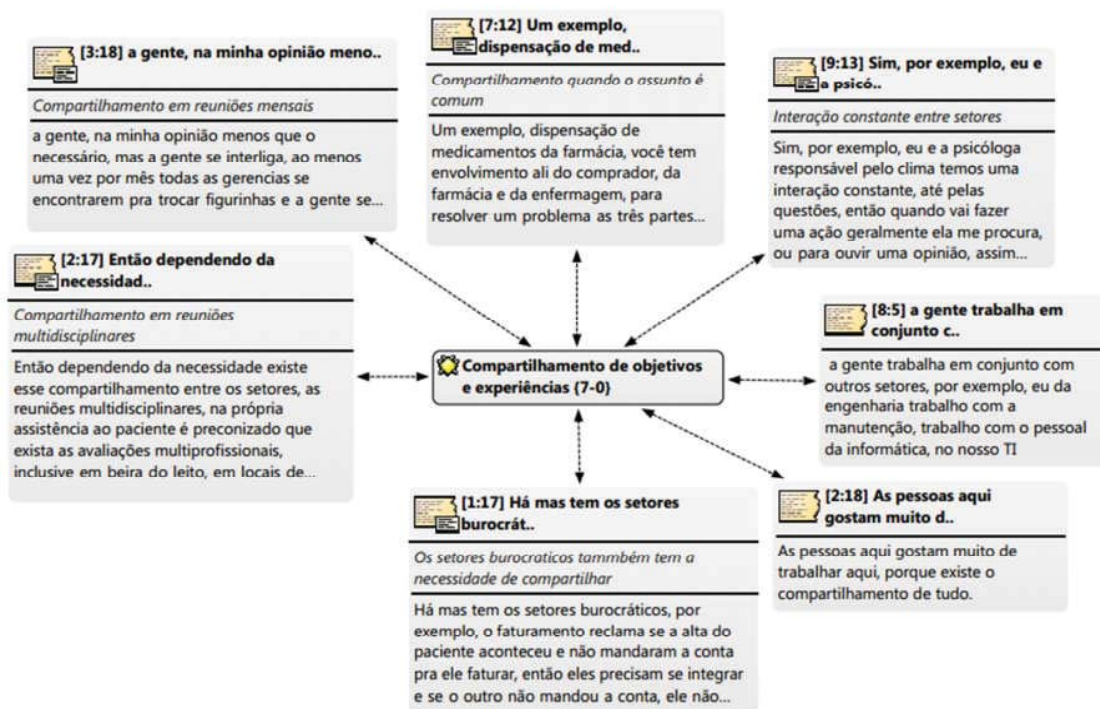 [3:18] a gente, na minha opinião meno..
Compartilhamento em reuniões mensais
a gente, na minha opinião menos que o
necessário, mas a gente se interliga, ao menos
uma vez por mês todas as gerencias se
encontrarem pra trocar figurinhas e a gente se...
[7:12] Um exemplo,
dispensação de med..
Compartilhamento quando o assunto é
comum
Um exemplo, dispensação de
medicamentos da farmácia, você tem
envolvimento ali do comprador, da
farmácia e da enfermagem, para
resolver um problema as três partes...
[9:13] Sim, por exemplo, eu e
a psicó..
Interação constante entre setores
Sim, por exemplo, eu e a psicóloga
responsável pelo clima temos uma
interação constante, até pelas
questões, então quando vai fazer
uma ação geralmente ela me procura,
ou para ouvir uma opinião, assim...
[2:17] Então dependendo da
necessidad..
Compartilhamento em reuniões
multidisciplinares
Então dependendo da necessidade existe
esse compartilhamento entre os setores, as
reuniões multidisciplinares, na própria
assistência ao paciente é preconizado que
exista as avaliações multiprofissionais,
inclusive em beira do leito, em locais de...
Compartilhamento de objetivos
e experiências {7-0}
[8:5] a gente trabalha em
conjunto c..
a gente trabalha em conjunto com
outros setores, por exemplo, eu da
engenharia trabalho com a
manutenção, trabalho com o pessoal
da informática, no nosso TI
[1:17] Há mas tem os setores
burocrát..
Os setores burocraticos tammbém tem a
necessidade de compartilhar
Há mas tem os setores burocráticos, por
exemplo, o faturamento reclama se a alta do
paciente aconteceu e não mandaram a conta
pra ele faturar, então eles precisam se integrar
e se o outro não mandou a conta, ele não...
[2:18] As pessoas aqui
gostam muito d..
As pessoas aqui gostam muito de
trabalhar aqui, porque existe o
compartilhamento de tudo.